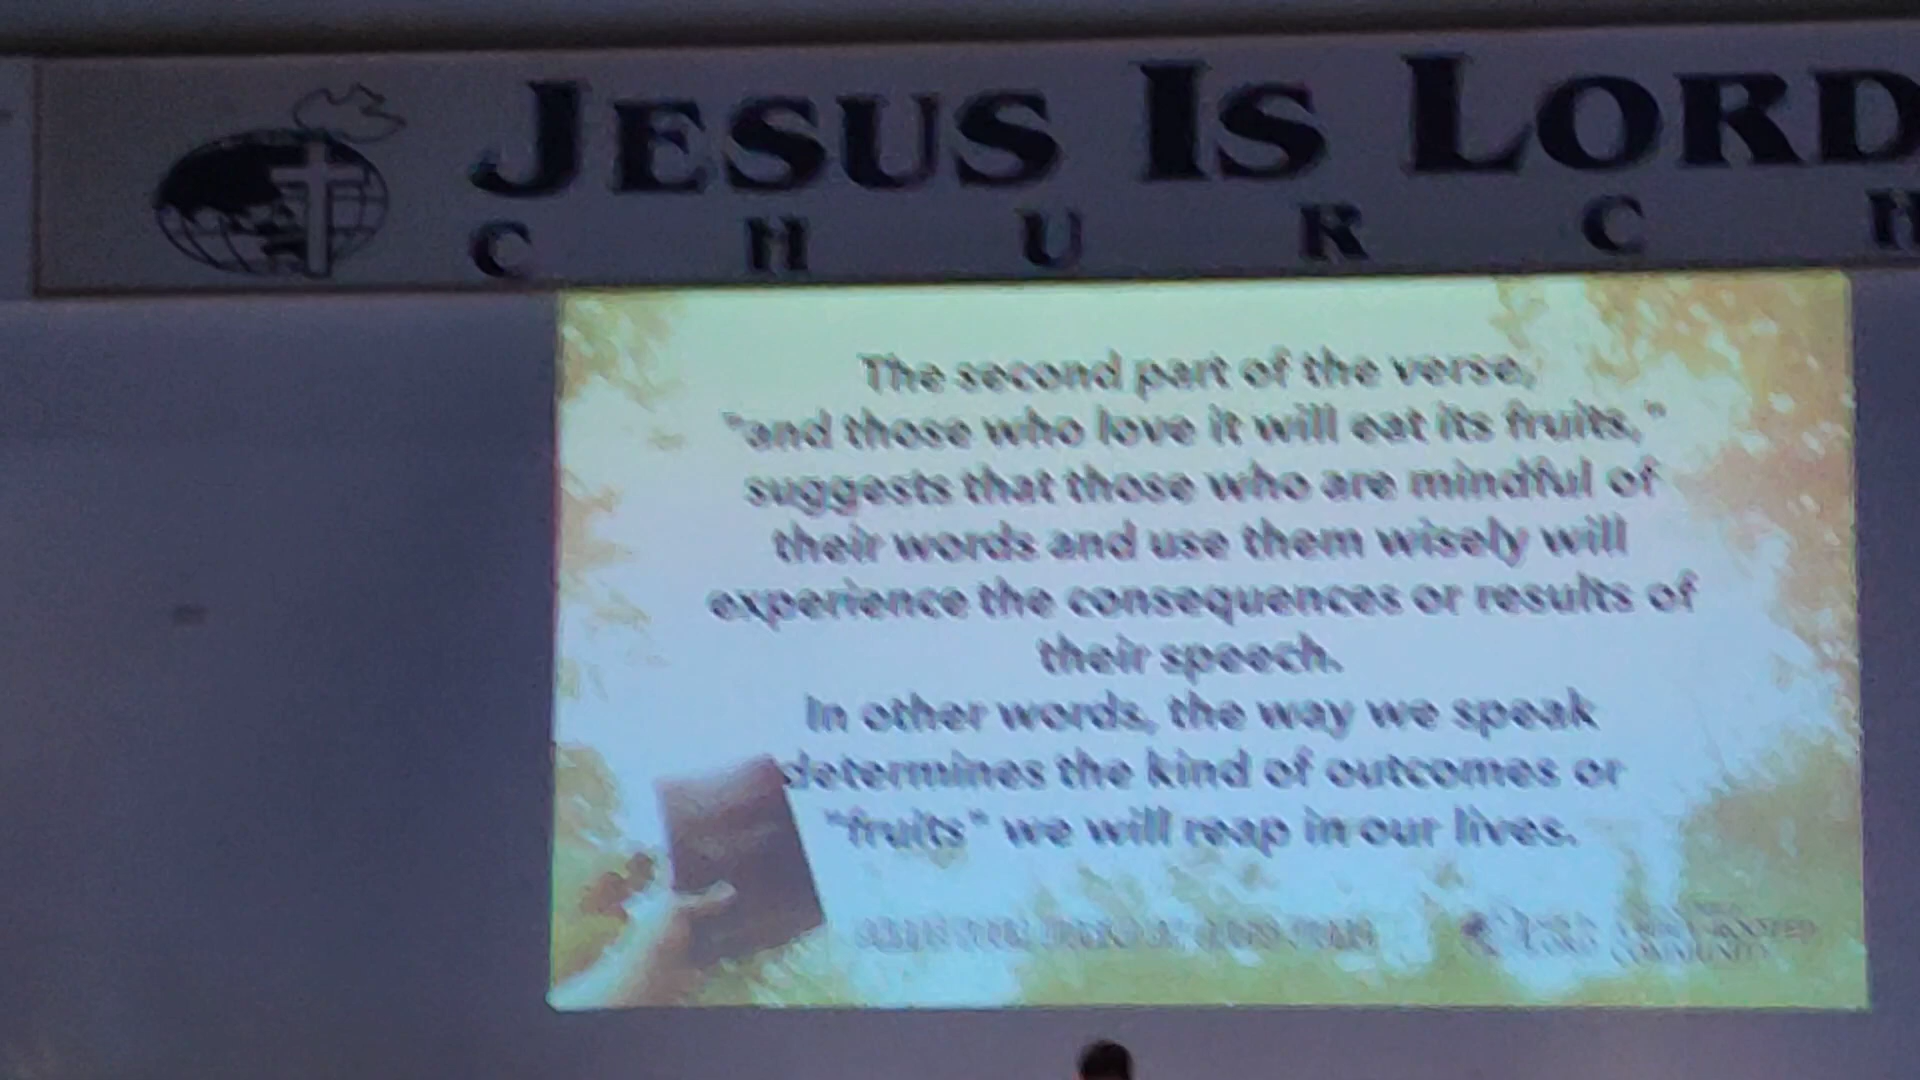 JESUS IS LORD
CHURCH
The second part of the verse,
"and those who love it will eat its fruits,"
suggests that those who are mindful of
their words and use them wisely will
experience the consequences or results of
their speech.
In other words, the way we speak
determines the kind of outcomes or
"fruits" we will reap in our lives.
COMMUNITY